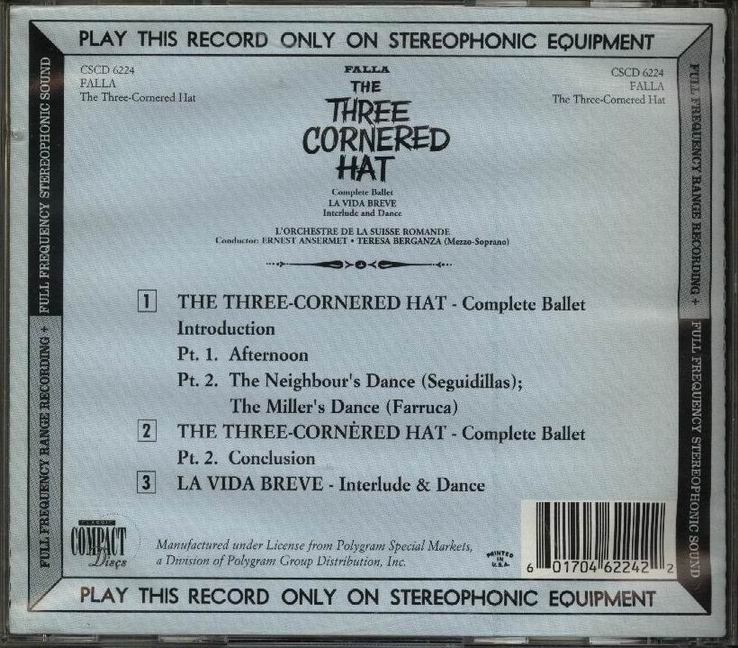 PLAY THIS RECORD ONLY ON STEREOPHONIC EQUIPMENT
CSCD 6224
FALLA
The Three-Cornered Hat
FALLA
THE
THREE
CORNERED
HAT
Complete Ballet
LA VIDA BREVE
Interlude and Dance
L'ORCHESTRE DE LA SUISSE ROMANDE
Conductor: ERNEST ANSERMET • TERESA BERGANZA (Mezzo-Soprano)
CSCD 6224
FALLA
The Three-Cornered Hat
FULL FREQUENCY RANGE RECORDING + FULL FREQUENCY STEREOPHONIC SOUND
FULL FREQUENCY RANGE RECORDING + FULL FREQUENCY STEREOPHONIC SOUND
1 THE THREE-CORNERED HAT - Complete Ballet
Introduction
Pt. 1. Afternoon
Pt. 2. The Neighbour's Dance (Seguidillas);
The Miller's Dance (Farruca)
2 THE THREE-CORNERED HAT - Complete Ballet
Pt. 2. Conclusion
3 LA VIDA BREVE - Interlude & Dance
CLASSIC
COMPACT
Discs
Manufactured under License from Polygram Special Markets,
a Division of Polygram Group Distribution, Inc.
PRINTED
IN
U.S.A.
6 01704 62242 2
PLAY THIS RECORD ONLY ON STEREOPHONIC EQUIPMENT